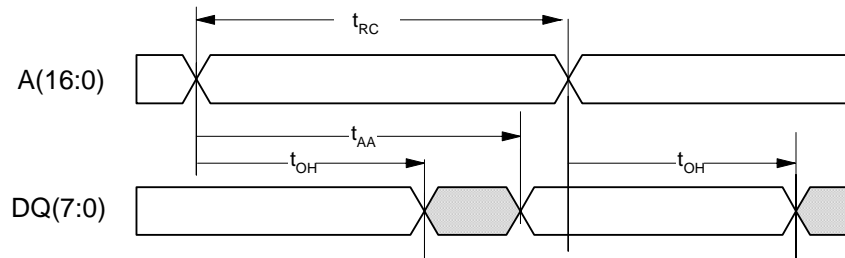 tRC
A(16:0)
tAA
tOH
tOH
DQ(7:0)